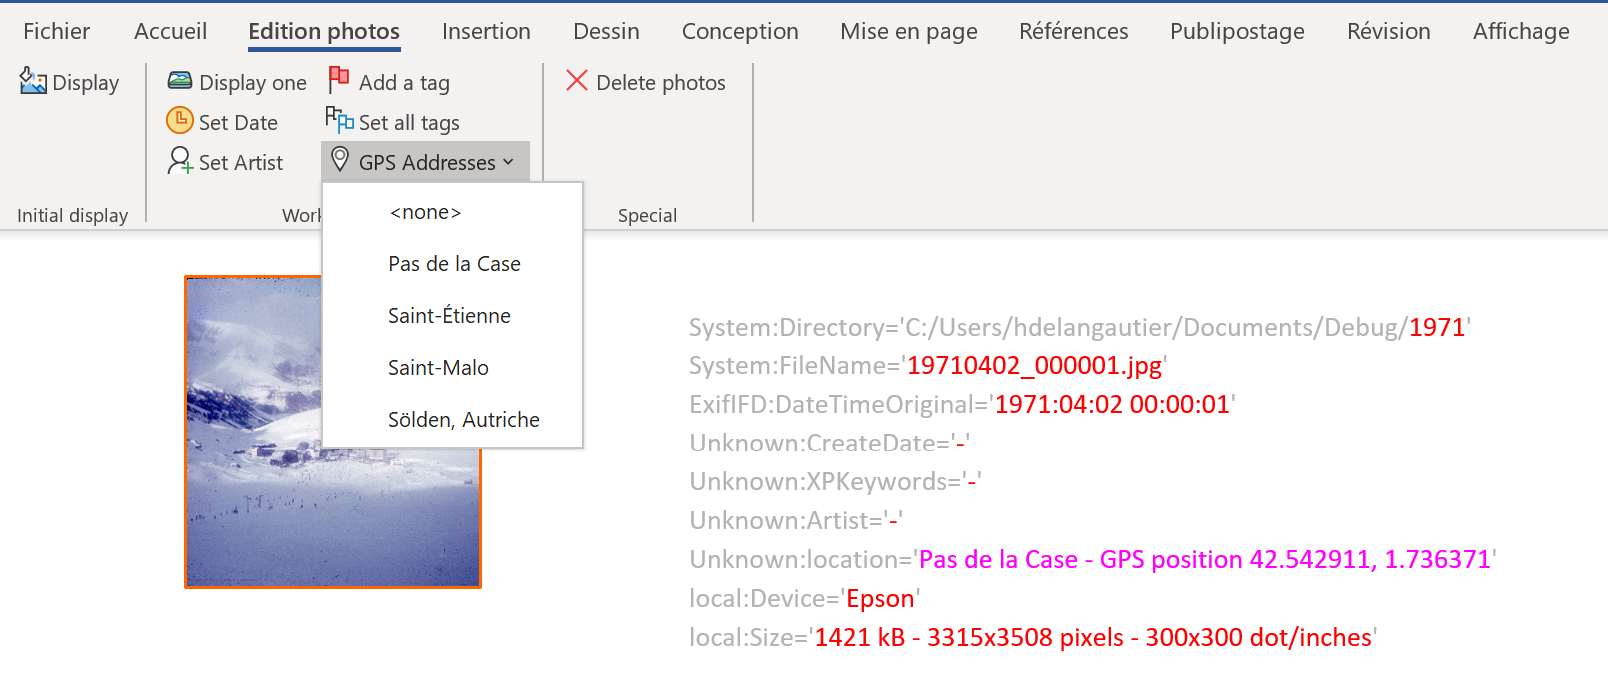 Fichier Accueil Edition photos Insertion Dessin Conception Mise en page Références Publipostage Révision Affichage
Display Display one Add a tag Delete photos
Set Date Set all tags
Set Artist GPS Addresses
Initial display Work Special
<none>
Pas de la Case
Saint-Étienne
Saint-Malo
Sölden, Autriche
System:Directory='C:/Users/hdelangautier/Documents/Debug/1971'
System:FileName='19710402_000001.jpg'
ExifIFD:DateTimeOriginal='1971:04:02 00:00:01'
Unknown:CreateDate='-'
Unknown:XPKeywords='-'
Unknown:Artist='-'
Unknown:location='Pas de la Case - GPS position 42.542911, 1.736371'
local:Device='Epson'
local:Size='1421 kB - 3315x3508 pixels - 300x300 dot/inches'